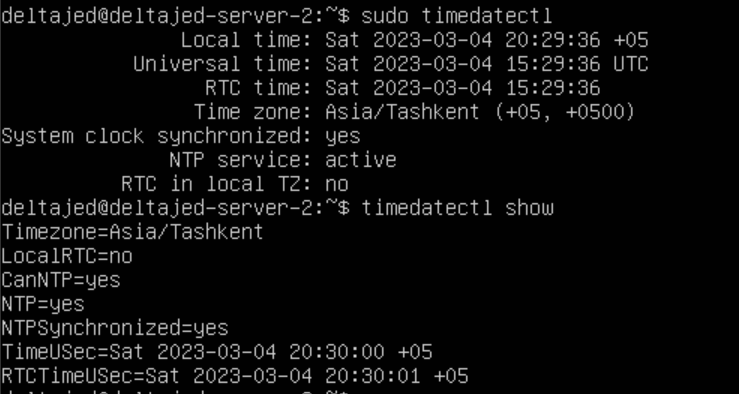 deltajed@deltajed-server-2:~$ sudo timedatectl
Local time: Sat 2023-03-04 20:29:36 +05
Universal time: Sat 2023-03-04 15:29:36 UTC
RTC time: Sat 2023-03-04 15:29:36
Time zone: Asia/Tashkent (+05, +0500)
System clock synchronized: yes
NTP service: active
RTC in local TZ: no
deltajed@deltajed-server-2:~$ timedatectl show
Timezone=Asia/Tashkent
LocalRTC=no
CanNTP=yes
NTP=yes
NTPSynchronized=yes
TimeUSec=Sat 2023-03-04 20:30:00 +05
RTCTimeUSec=Sat 2023-03-04 20:30:01 +05